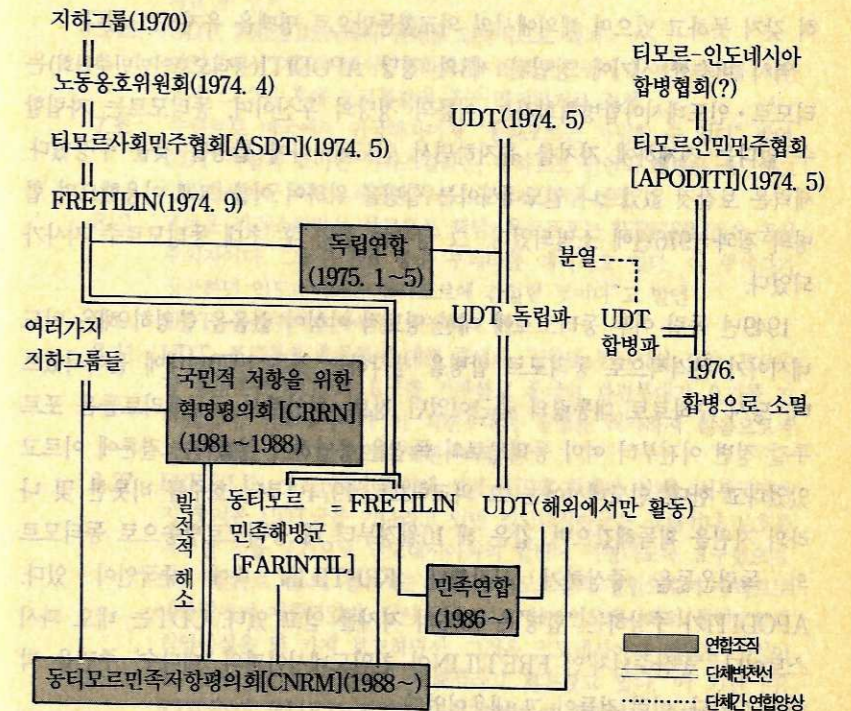 지하그룹(1970)
노동옹호위원회(1974. 4)
티모르사회민주협회[ASDT](1974. 5)
FRETILIN(1974. 9)
UDT(1974. 5)
티모르-인도네시아
합병협회(?)
티모르인민민주협회
[APODITI](1974. 5)
독립연합
(1975. 1~5)
분열
UDT 독립파
UDT
합병파
1976.
합병으로 소멸
여러가지
지하그룹들
국민적 저항을 위한
혁명평의회[CRRN]
(1981~1988)
발전적 해소
동티모르
민족해방군
[FARINTIL]
= FRETILIN
UDT(해외에서만 활동)
민족연합
(1986~)
동티모르민족저항평의회[CNRM](1988~)
연합조직
단체변천선
단체간 연합양상